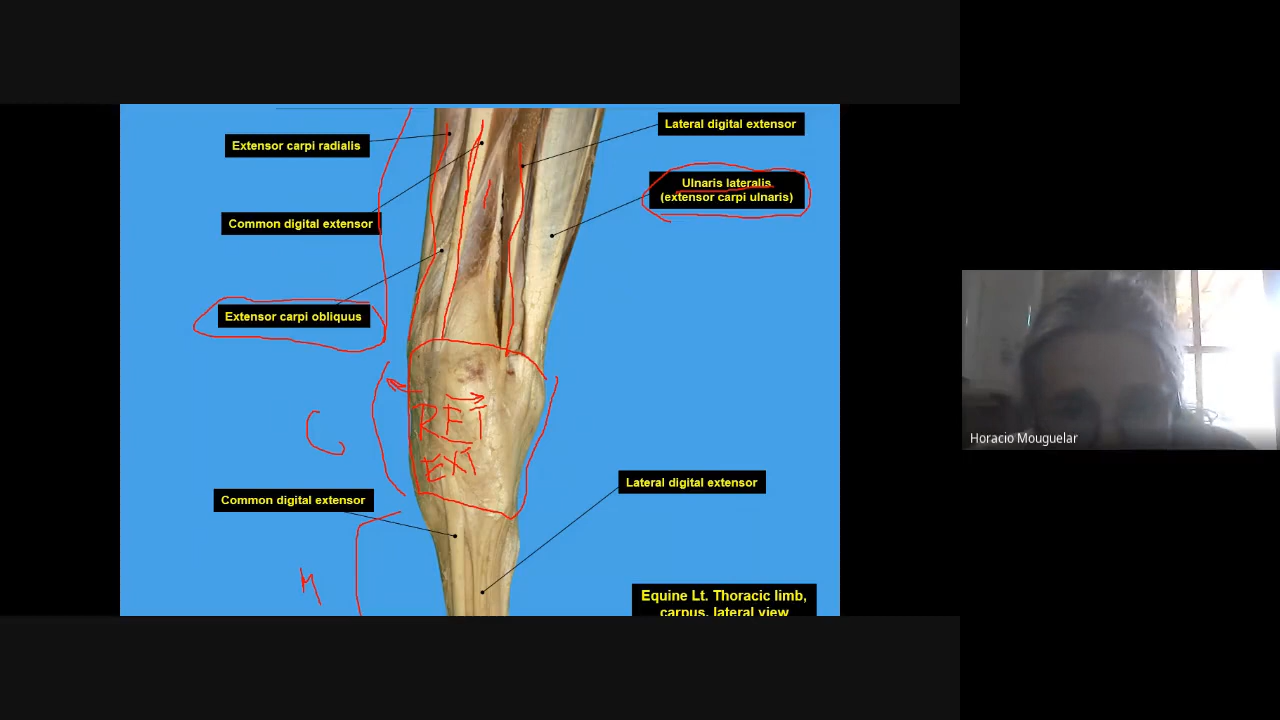 Lateral digital extensor
Extensor carpi radialis
Ulnaris lateralis
(extensor carpi ulnaris)
Common digital extensor
Extensor carpi obliquus
C
RET
EXT
Horacio Mouguelar
Lateral digital extensor
Common digital extensor
M
Equine Lt. Thoracic limb,
carpus, lateral view